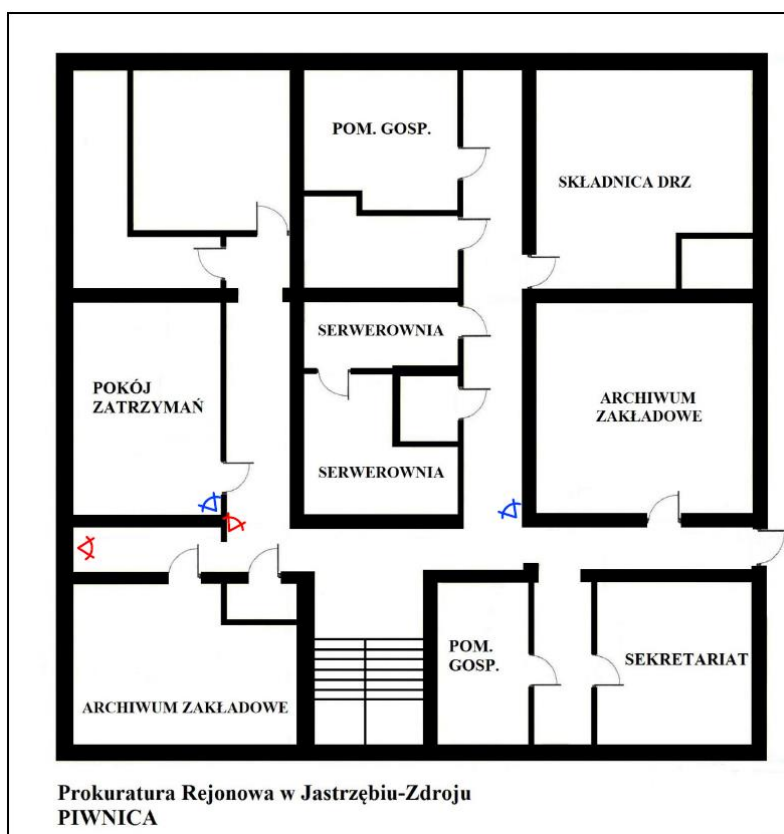 POM. GOSP.
SKŁADNICA DRZ
SERWEROWNIA
POKÓJ
ZATRZYMAŃ
ARCHIWUM
ZAKŁADOWE
SERWEROWNIA
POM.
GOSP.
SEKRETARIAT
ARCHIWUM ZAKŁADOWE
Prokuratura Rejonowa w Jastrzębiu-Zdroju
PIWNICA